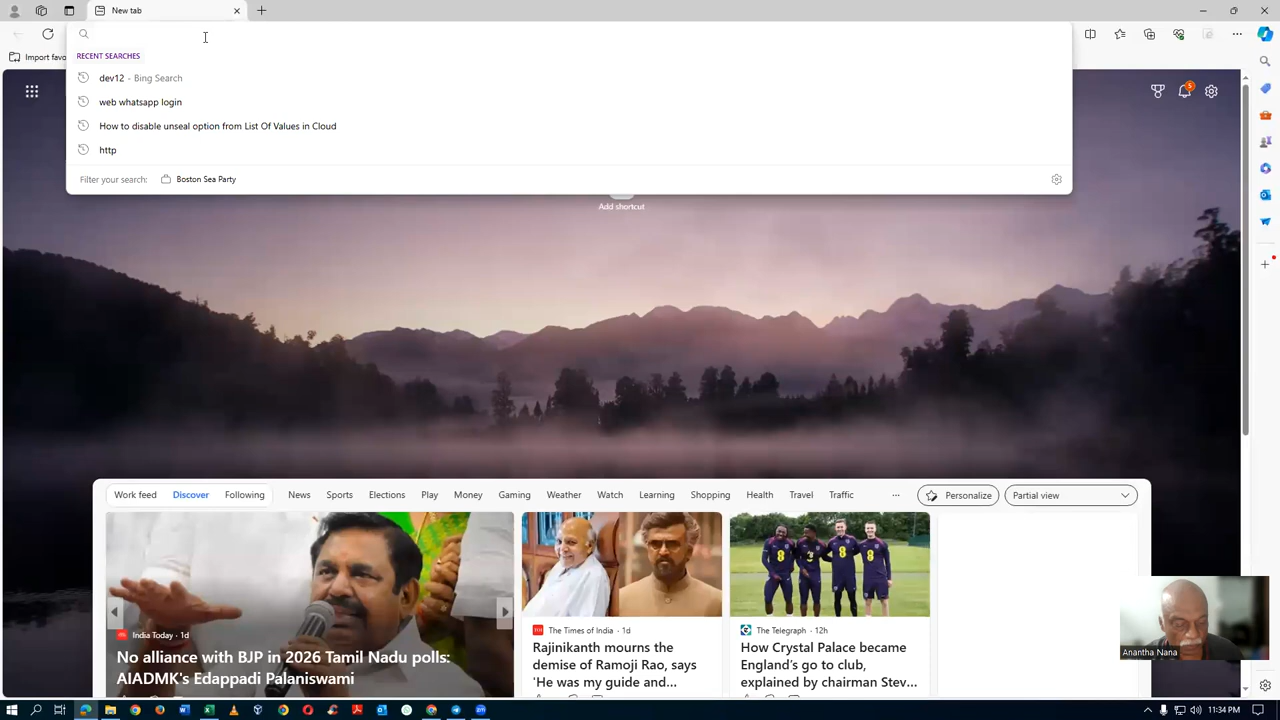 New tab
Import favo
RECENT SEARCHES
dev12 - Bing Search
web whatsapp login
How to disable unseal option from List Of Values in Cloud
http
Filter your search: Boston Sea Party
5
Add shortcut
Work feed Discover Following News Sports Elections Play Money Gaming Weather Watch Learning Shopping Health Travel Traffic ... Personalize Partial view
India Today · 1d
No alliance with BJP in 2026 Tamil Nadu polls:
AIADMK's Edappadi Palaniswami
The Times of India · 1d
Rajinikanth mourns the
demise of Ramoji Rao, says
'He was my guide and...
The Telegraph · 12h
How Crystal Palace became
England's go to club,
explained by chairman Stev...
Anantha Nana
11:34 PM